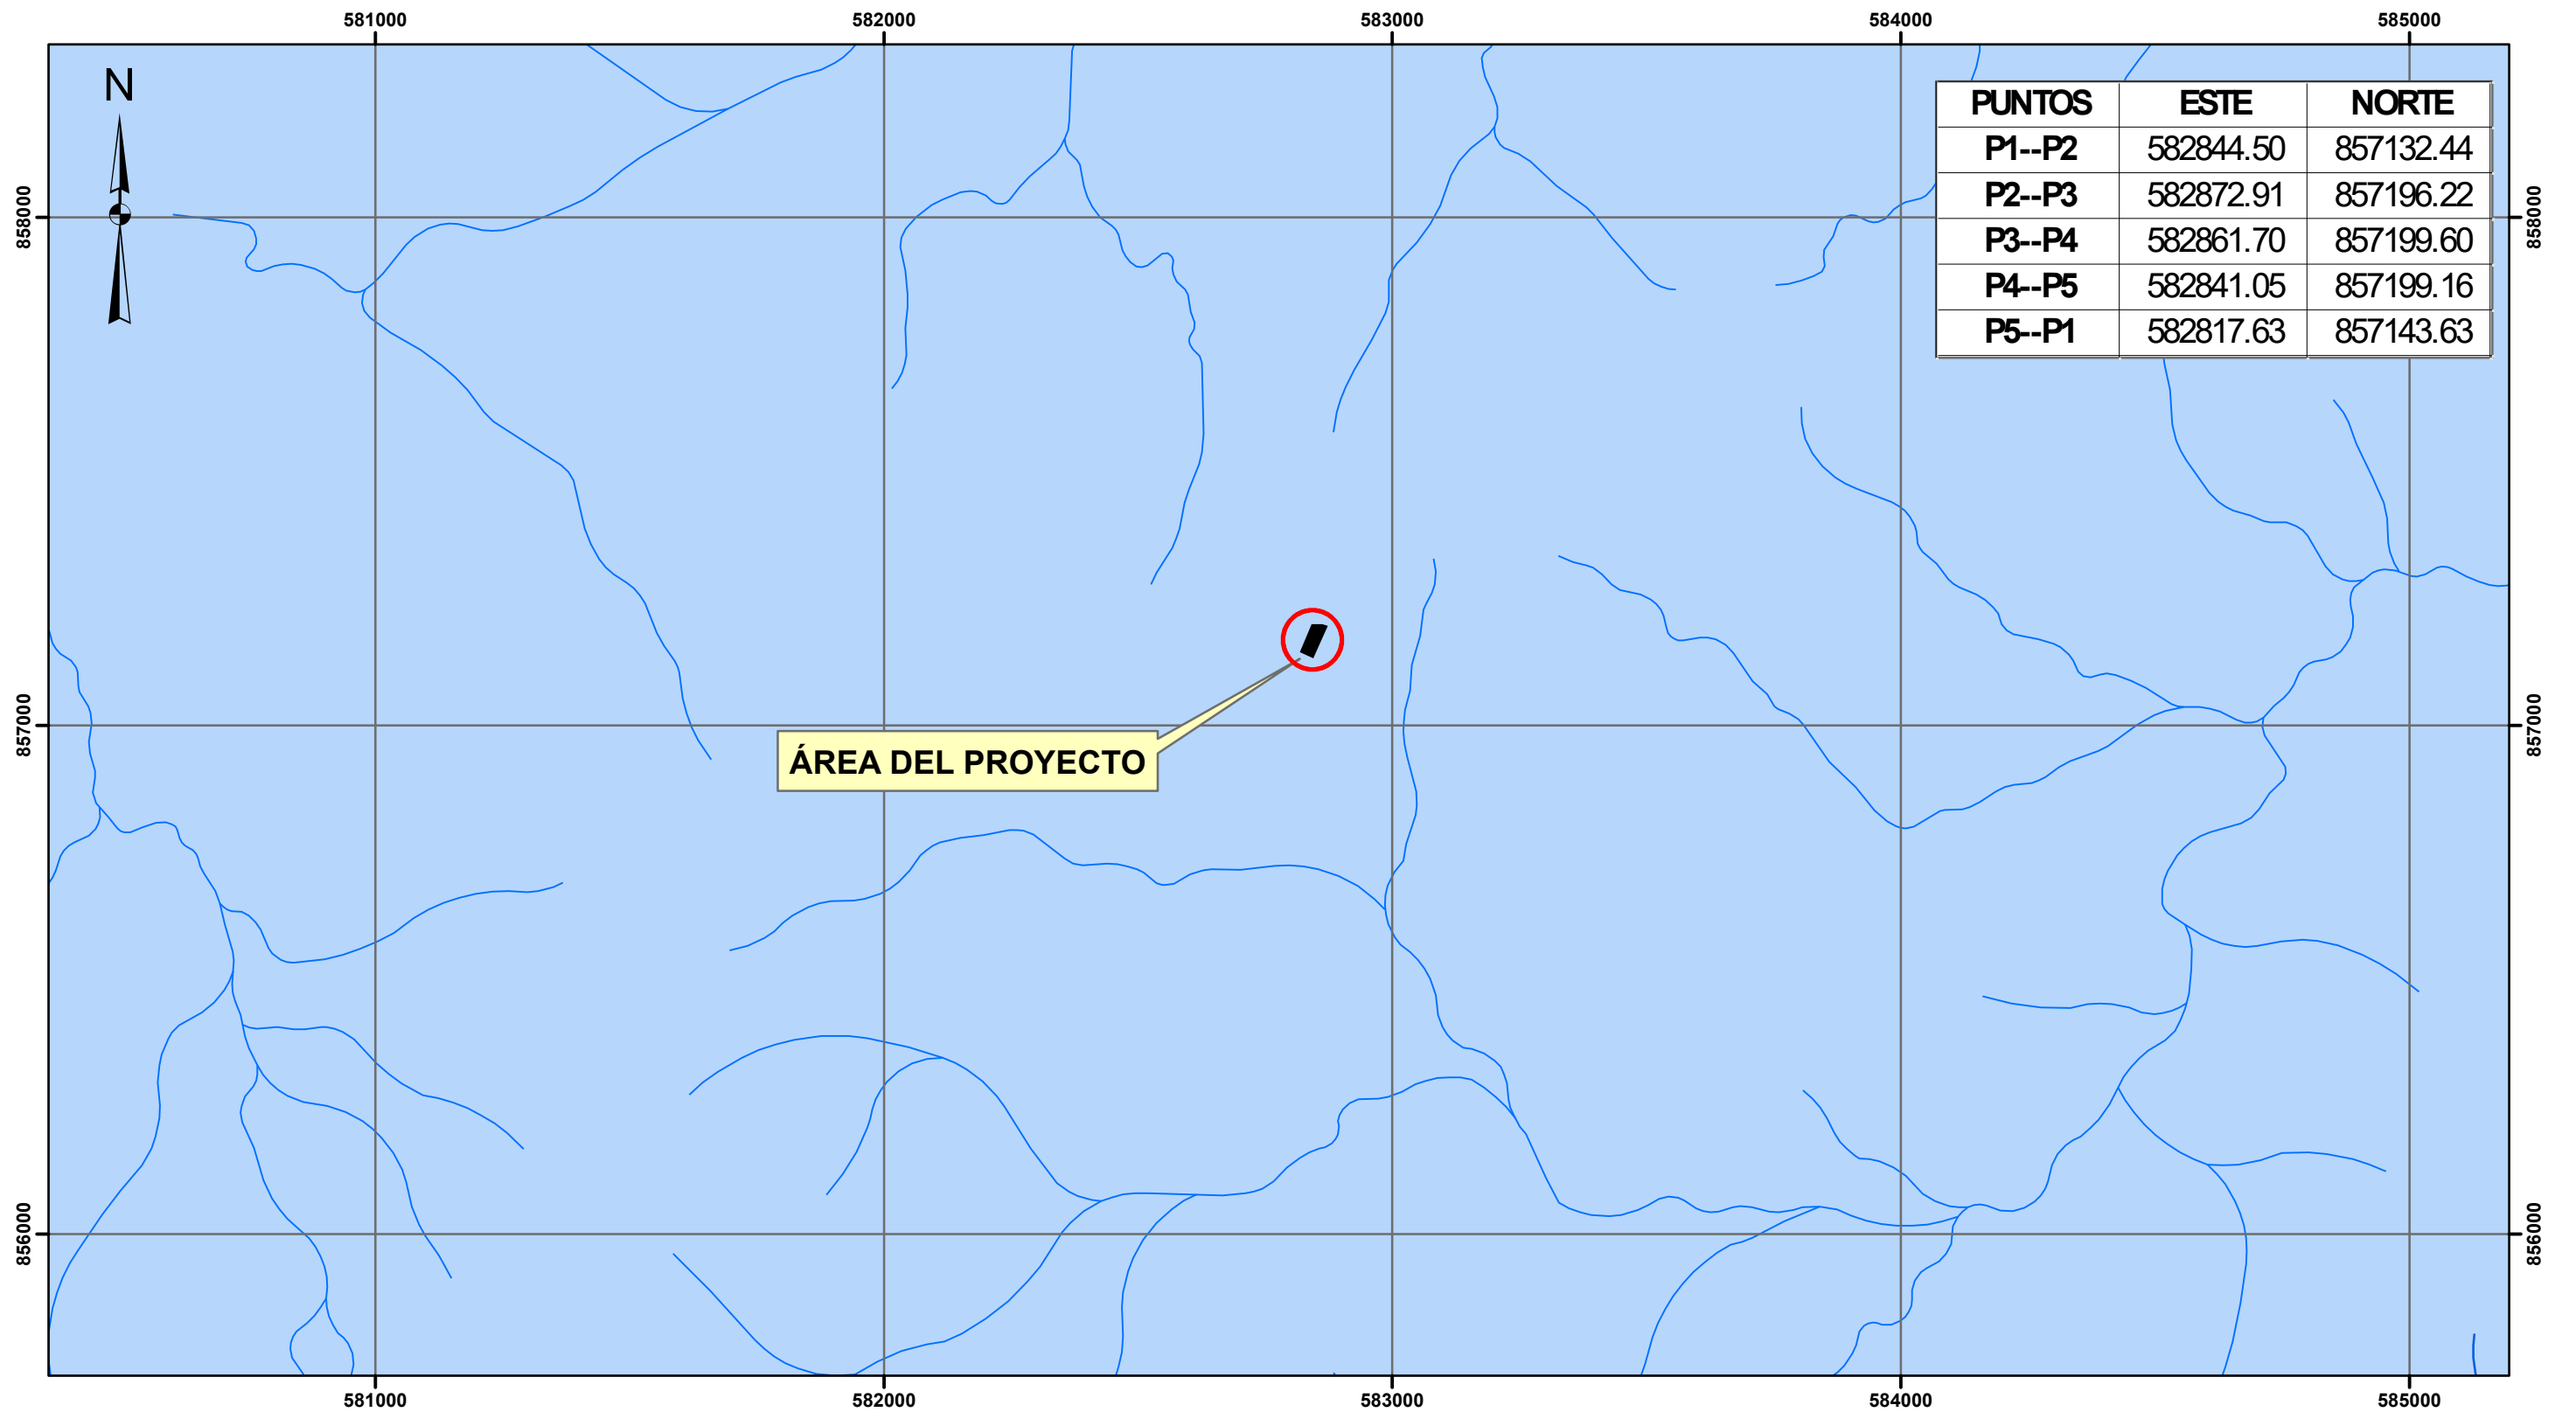 581000 582000 583000 584000 585000
N
PUNTOS ESTE NORTE
P1--P2 582844.50 857132.44
P2--P3 582872.91 857196.22
P3--P4 582861.70 857199.60
P4--P5 582841.05 857199.16
P5--P1 582817.63 857143.63
858000 858000
857000 857000
ÁREA DEL PROYECTO
856000 856000
581000 582000 583000 584000 585000